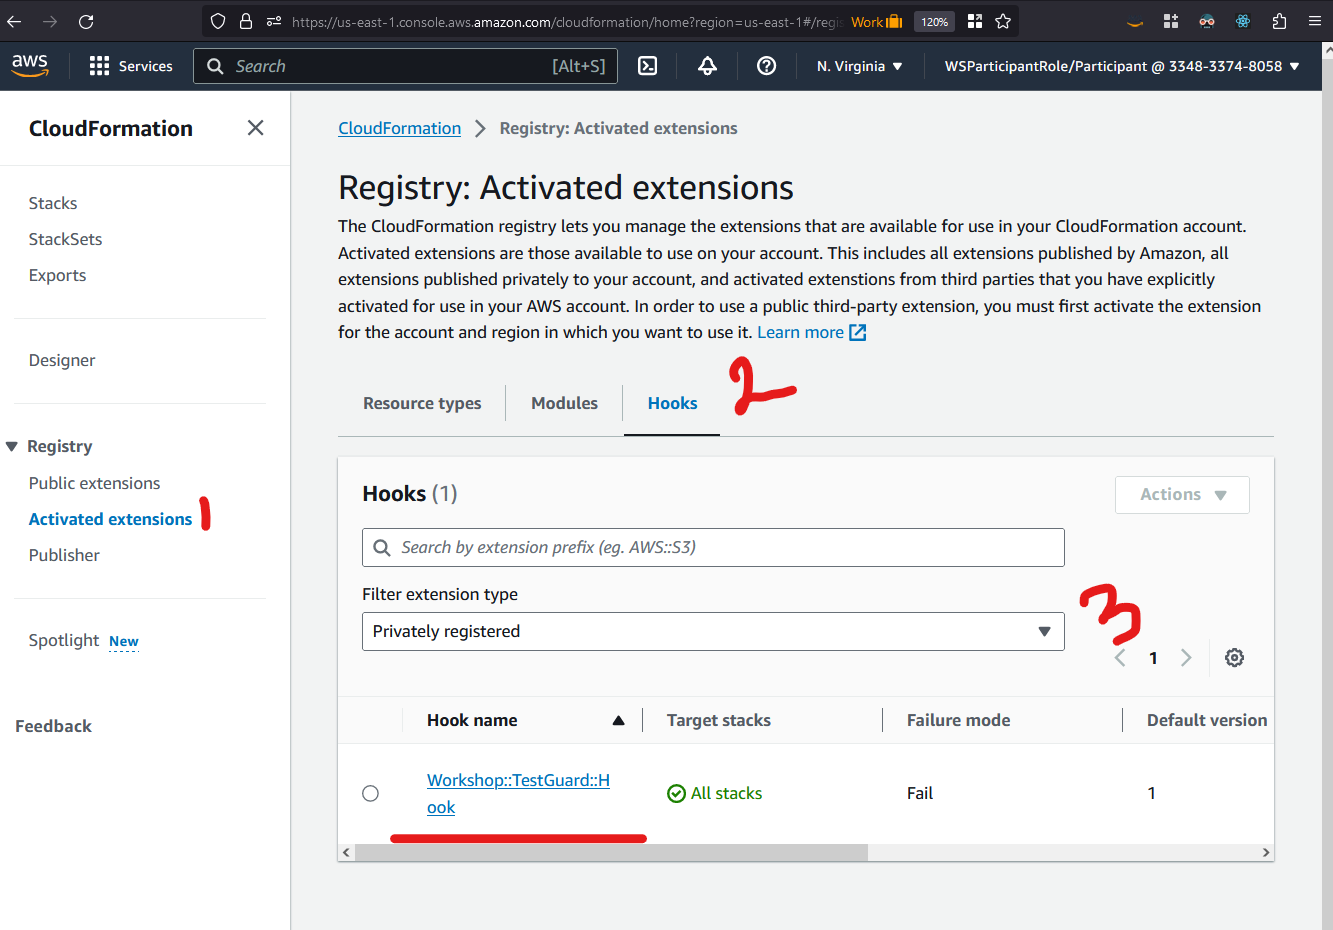 https://us-east-1.console.aws.amazon.com/cloudformation/home?region=us-east-1#/regi
Work
120%
aws
Services
Search
[Alt+S]
N. Virginia
WSParticipantRole/Participant @ 3348-3374-8058
CloudFormation
Stacks
StackSets
Exports
Designer
Registry
Public extensions
Activated extensions
1
Publisher
Spotlight New
Feedback
CloudFormation > Registry: Activated extensions
Registry: Activated extensions
The CloudFormation registry lets you manage the extensions that are available for use in your CloudFormation account.
Activated extensions are those available to use on your account. This includes all extensions published by Amazon, all
extensions published privately to your account, and activated extenstions from third parties that you have explicitly
activated for use in your AWS account. In order to use a public third-party extension, you must first activate the extension
for the account and region in which you want to use it. Learn more
Resource types
Modules
Hooks
2
Hooks (1)
Actions
Search by extension prefix (eg. AWS::S3)
Filter extension type
Privately registered
3
1
Hook name
Target stacks
Failure mode
Default version
Workshop::TestGuard::H
ook
All stacks
Fail
1